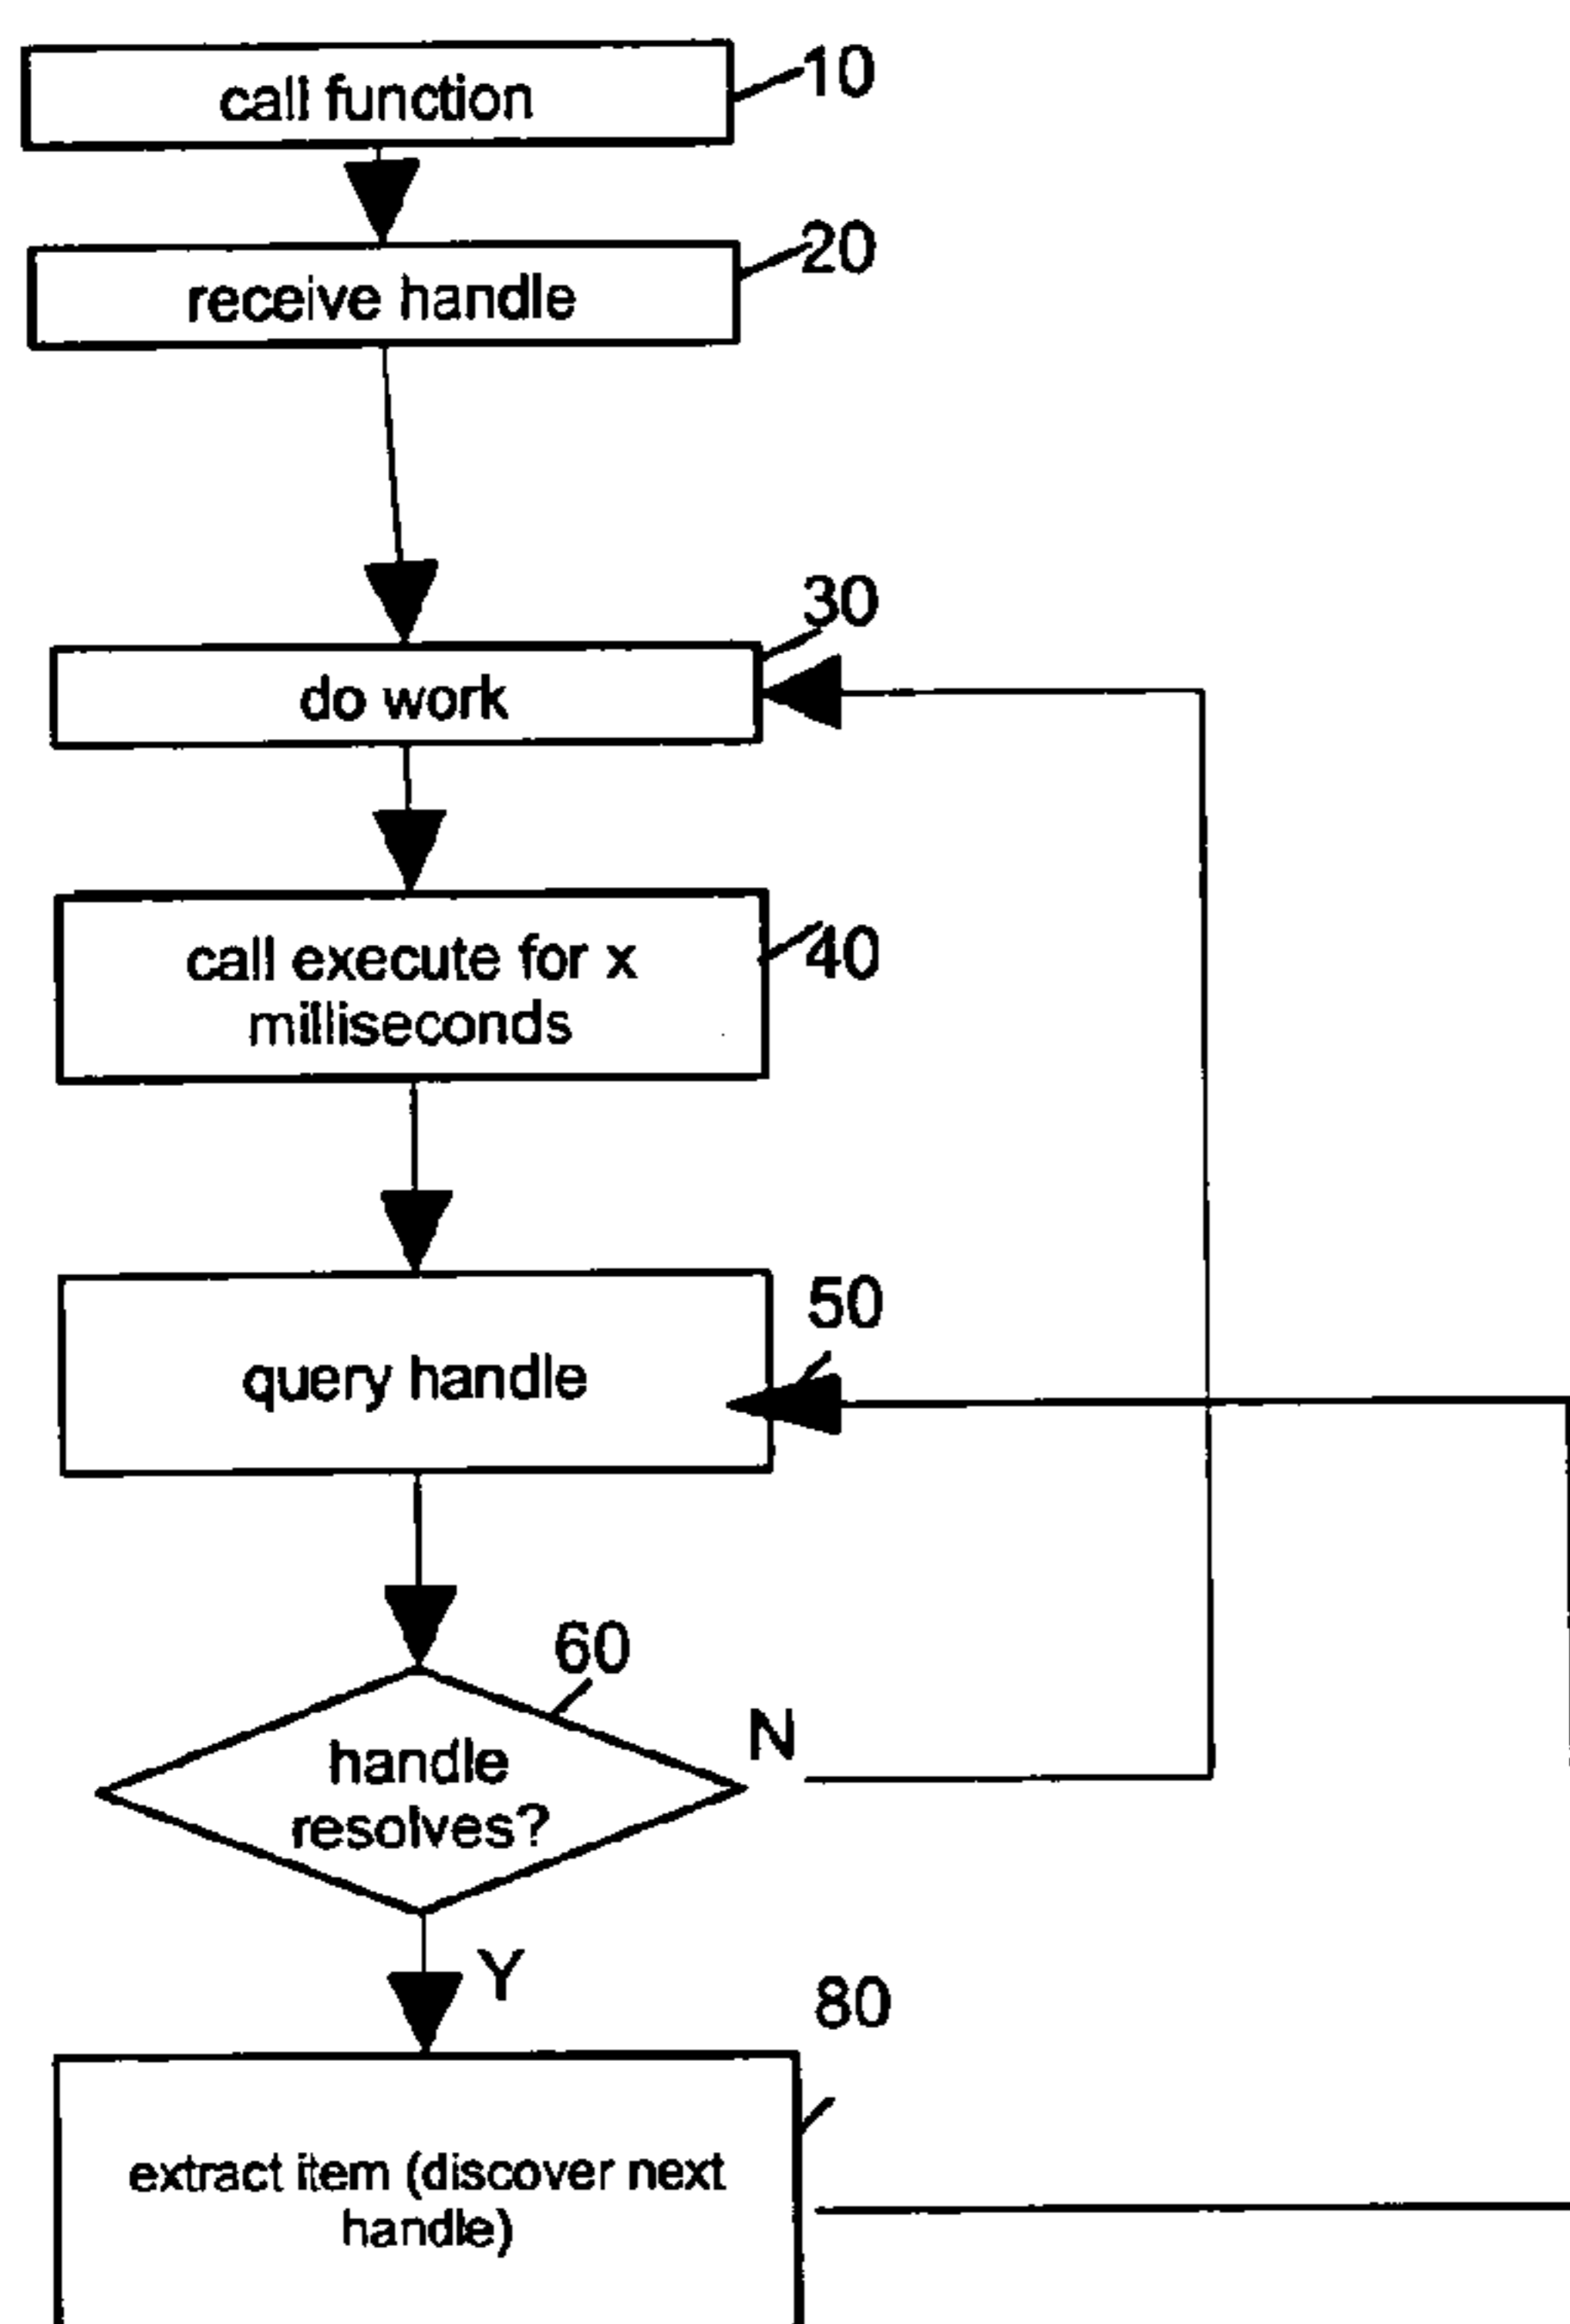 call function
10
receive handle
20
30
do work
call execute for x
milliseconds
40
50
query handle
60
handle
resolves?
N
Y
80
extract item (discover next
handle)